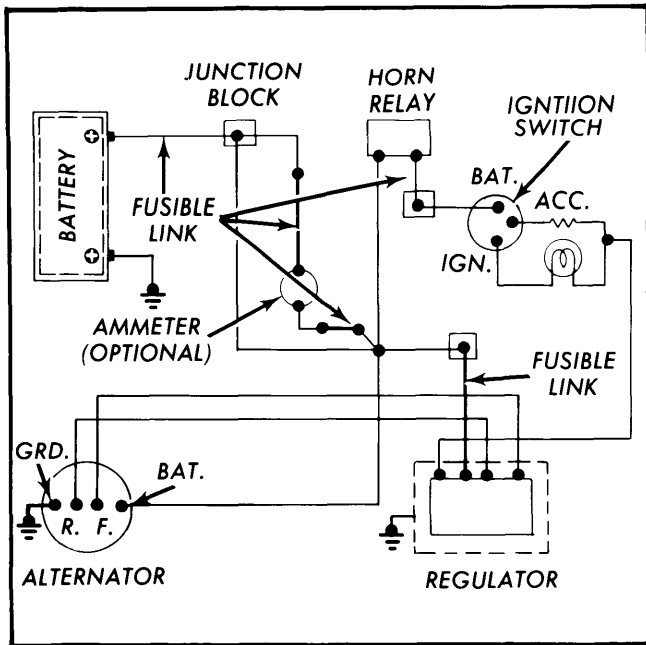 JUNCTION
BLOCK
HORN
RELAY
IGNTIION
SWITCH
BATTERY
FUSIBLE
LINK
BAT.
ACC.
IGN.
AMMETER
(OPTIONAL)
FUSIBLE
LINK
GRD.
BAT.
R. F.
ALTERNATOR
REGULATOR